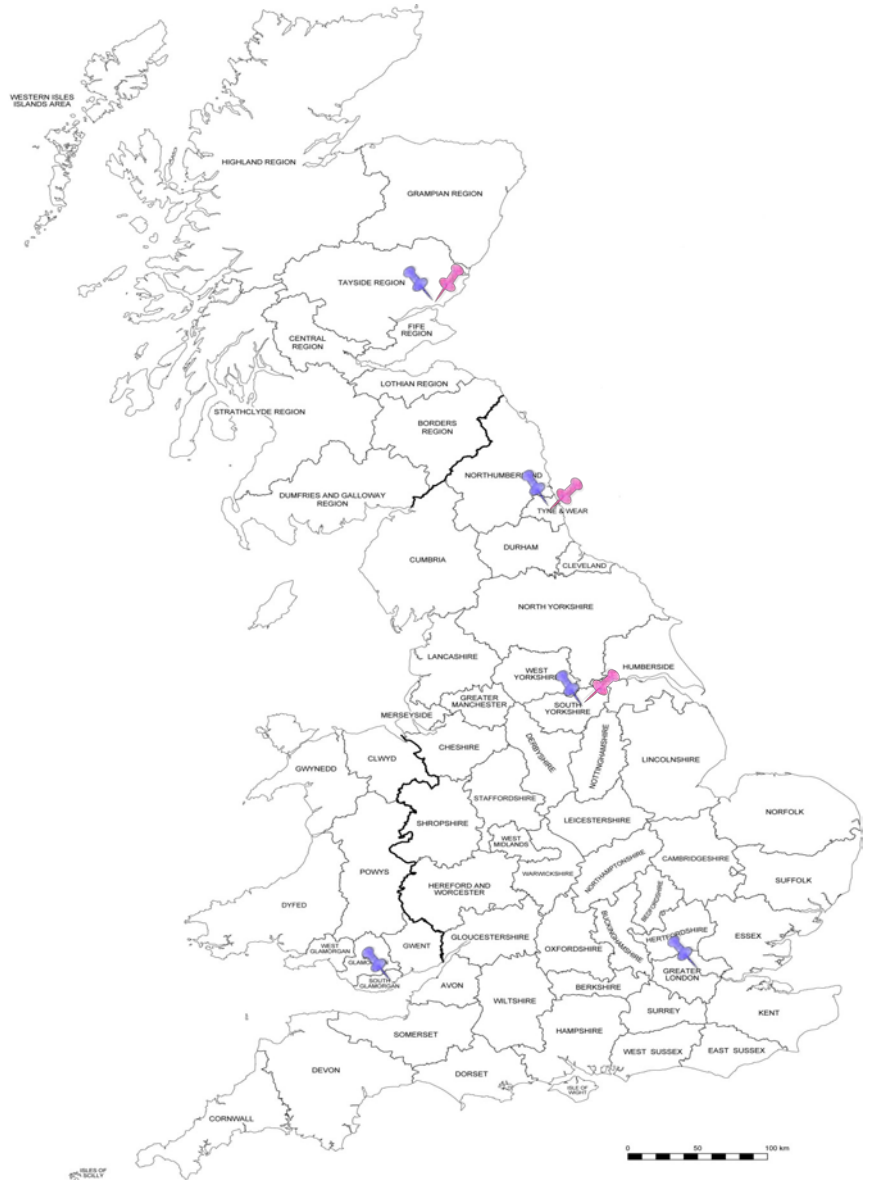 WESTERN ISLES
ISLANDS AREA
HIGHLAND REGION
GRAMPIAN REGION
TAYSIDE REGION
FIFE
REGION
CENTRAL
REGION
LOTHIAN REGION
STRATHCLYDE REGION
BORDERS
REGION
DUMFRIES AND GALLOWAY
REGION
TYNE & WEAR
CUMBRIA
DURHAM
CLEVELAND
NORTH YORKSHIRE
LANCASHIRE
WEST
YORKSHIRE
HUMBERSIDE
GREATER
MANCHESTER
SOUTH
YORKSHIRE
MERSEYSIDE
CHESHIRE
DERBYSHIRE
NOTTINGHAMSHIRE
LINCOLNSHIRE
CLWYD
GWYNEDD
STAFFORDSHIRE
SHROPSHIRE
LEICESTERSHIRE
NORFOLK
WEST
MIDLANDS
POWYS
HEREFORD AND
WORCESTER
WARWICKSHIRE
NORTHAMPTONSHIRE
CAMBRIDGESHIRE
SUFFOLK
BEDFORDSHIRE
DYFED
GWENT
GLOUCESTERSHIRE
OXFORDSHIRE
BUCKINGHAMSHIRE
HERTFORDSHIRE
ESSEX
WEST
GLAMORGAN
SOUTH
GLAMORGAN
GREATER
LONDON
AVON
WILTSHIRE
BERKSHIRE
SURREY
KENT
SOMERSET
HAMPSHIRE
WEST SUSSEX
EAST SUSSEX
DEVON
DORSET
ISLE OF
WIGHT
CORNWALL
ISLES OF
SCILLY
0 50 100 km